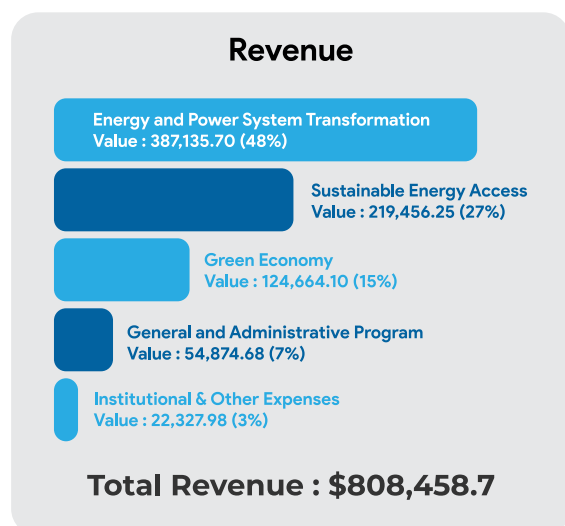 Revenue
Energy and Power System Transformation
Value : 387,135.70 (48%)
Sustainable Energy Access
Value : 219,456.25 (27%)
Green Economy
Value : 124,664.10 (15%)
General and Administrative Program
Value : 54,874.68 (7%)
Institutional & Other Expenses
Value : 22,327.98 (3%)
Total Revenue : $808,458.7